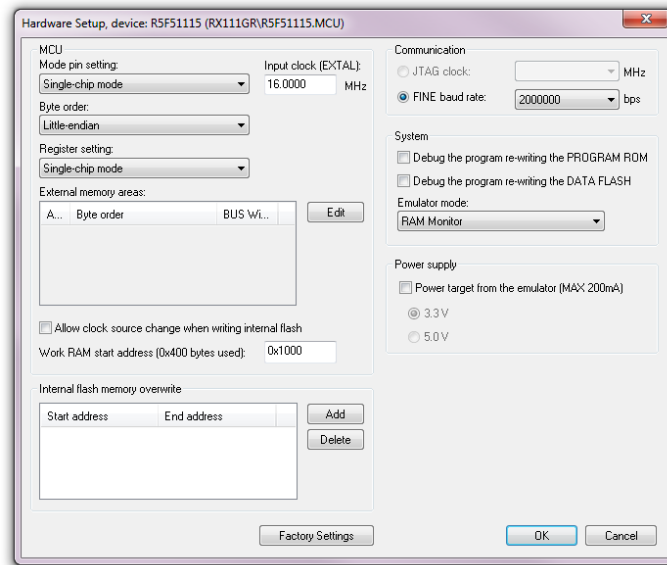 Hardware Setup, device: R5F51115 (RX111GR\R5F51115.MCU)
MCU
Mode pin setting:
Input clock (EXTAL):
Single-chip mode
16.0000
MHz
Byte order:
Little-endian
Register setting:
Single-chip mode
External memory areas:
A...
Byte order
BUS Wi...
Edit
Allow clock source change when writing internal flash
Work RAM start address (0x400 bytes used):
0x1000
Internal flash memory overwrite
Start address
End address
Add
Delete
Communication
JTAG clock:
MHz
FINE baud rate:
2000000
bps
System
Debug the program re-writing the PROGRAM ROM
Debug the program re-writing the DATA FLASH
Emulator mode:
RAM Monitor
Power supply
Power target from the emulator (MAX 200mA)
3.3 V
5.0 V
Factory Settings
OK
Cancel